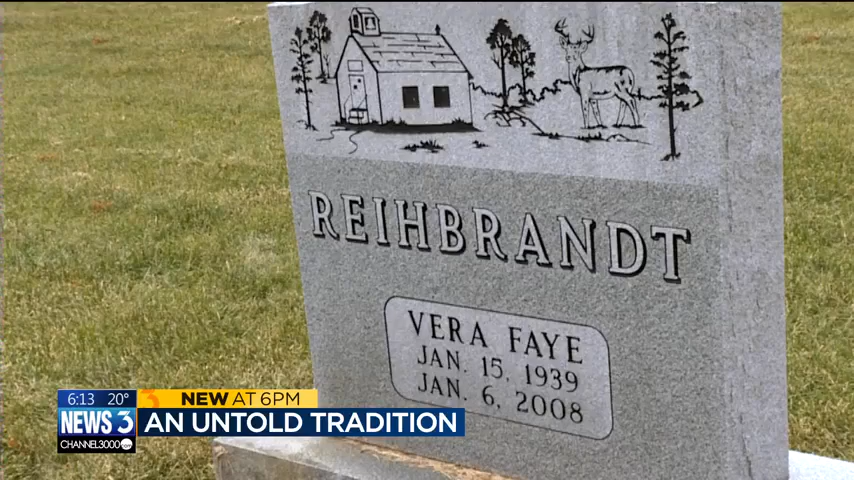 REIHBRANDT
VERA FAYE
JAN. 15, 1939
JAN. 6, 2008
6:13 20°
3 NEW AT 6PM
NEWS 3
AN UNTOLD TRADITION
CHANNEL3000